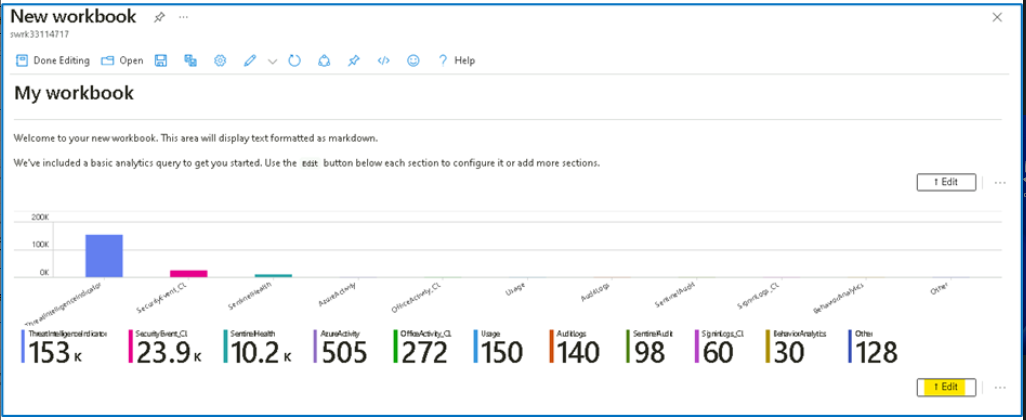 New workbook
swrk33114717
Done Editing Open Help
My workbook
Welcome to your new workbook. This area will display text formatted as markdown.
We've included a basic analytics query to get you started. Use the Edit button below each section to configure it or add more sections.
↑ Edit
200K
100K
0K
ThreatIntelligenceIndicator SecurityEvent_CL SentinelHealth AzureActivity OfficeActivity_CL Usage AuditLogs SentinelAudit SigninLogs_CL BehaviorAnalytics Other
ThreatIntelligenceIndicator SecurityEvent_CL SentinelHealth AzureActivity OfficeActivity_CL Usage AuditLogs SentinelAudit SigninLogs_CL BehaviorAnalytics Other
153 K 23.9 K 10.2 K 505 272 150 140 98 60 30 128
↑ Edit